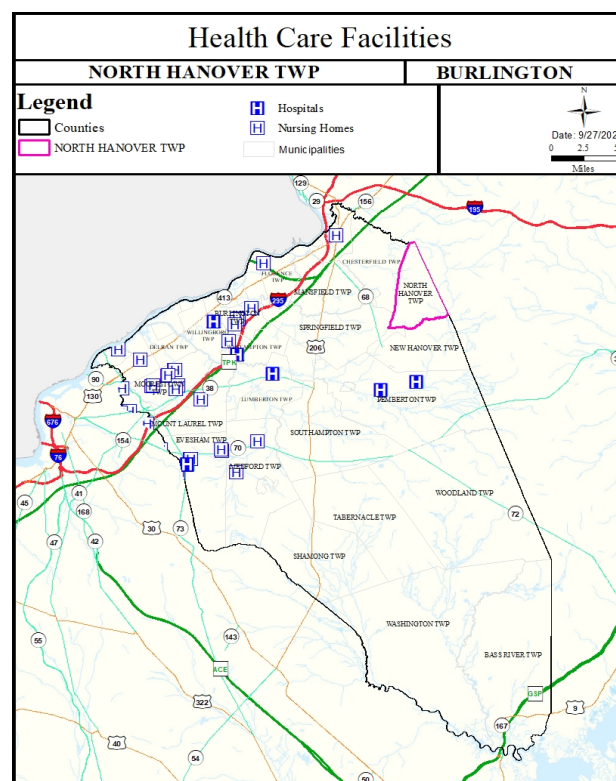 Health Care Facilities
NORTH HANOVER TWP
BURLINGTON
Legend
Counties
NORTH HANOVER TWP
Hospitals
Nursing Homes
Municipalities
N
Date: 9/27/202
0 2.5 5
Miles
129
29
156
195
CHESTERFIELD TWP
FLORENCE
TWP
NORTH
HANOVER
TWP
MANSFIELD TWP
413
295
68
SPRINGFIELD TWP
206
NEW HANOVER TWP
DELRAN TWP
TPK
90
130
38
LUMBERTON TWP
PEMBERTON TWP
676
76
154
MOUNT LAUREL TWP
EVESHAM TWP
70
SOUTHAMPTON TWP
MEDFORD TWP
45
41
168
WOODLAND TWP
72
30
73
TABERNACLE TWP
47
42
SHAMONG TWP
WASHINGTON TWP
55
143
BASS RIVER TWP
ACE
GSP
322
9
167
40
54
50